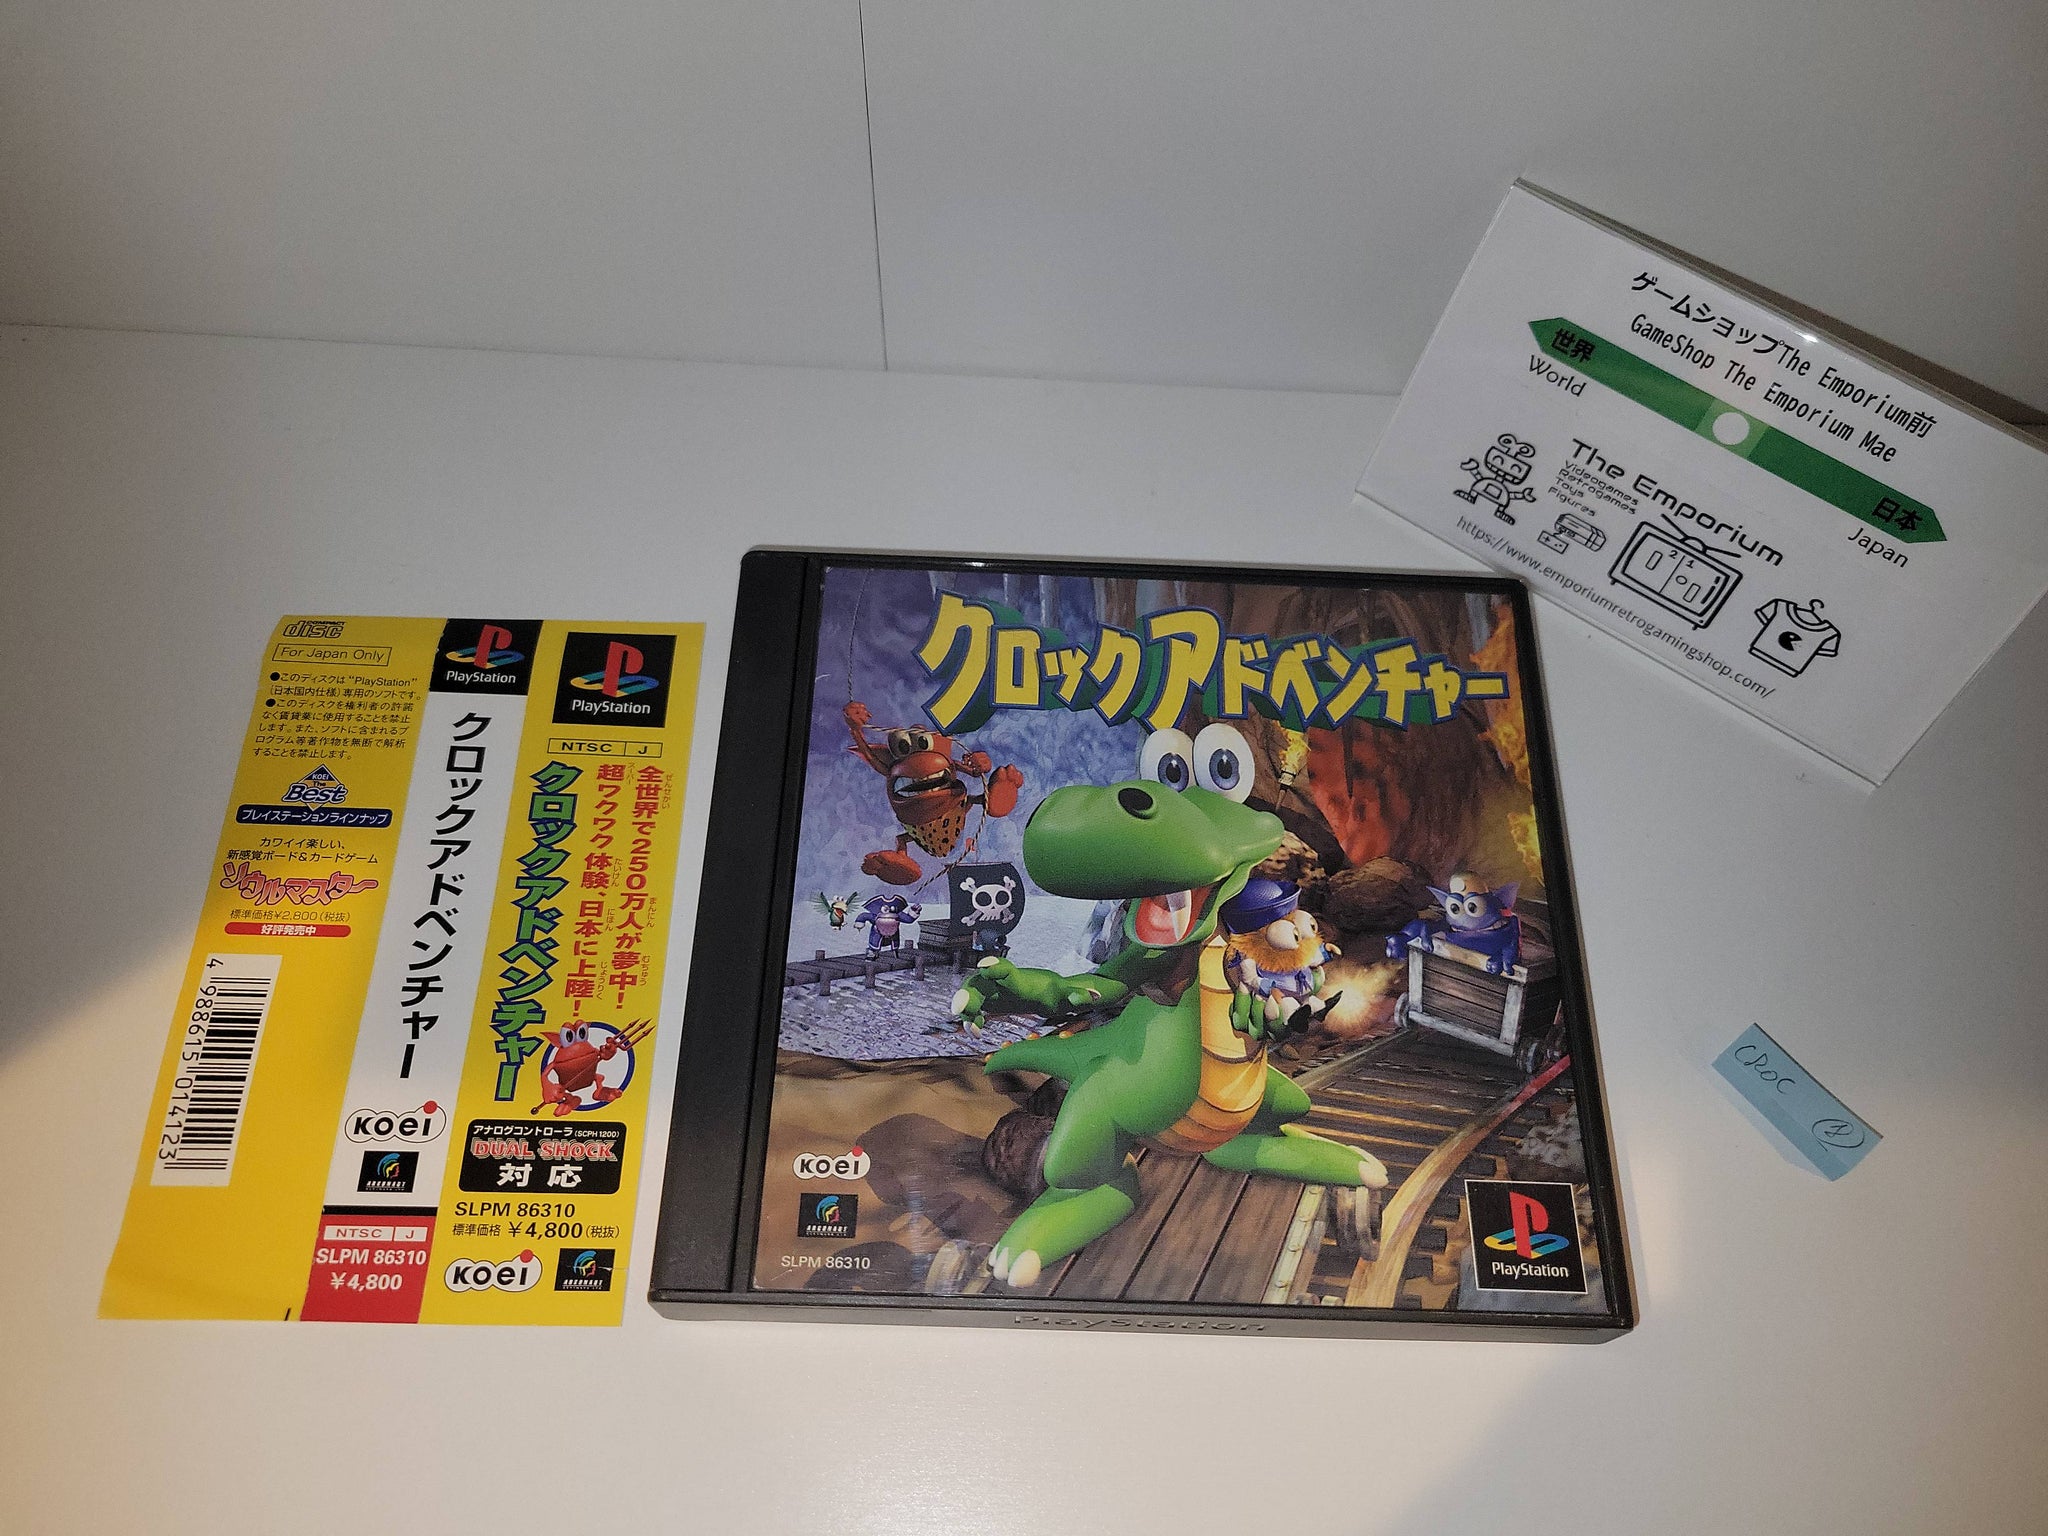 COMPACT
disc
For Japan Only
●このディスクは"PlayStation"
(日本国内仕様)専用のソフトです。
●このディスクを権利者の許諾
なく賃貸業に使用することを禁止
します。また、ソフトに含まれるプ
ログラム等著作物を無断で解析
することを禁止します。
KOEI
The
Best
プレイステーションラインナップ
カワイイ楽しい、
新感覚ボード&カードゲーム
ソウルマスター
標準価格¥2,800(税抜)
好評発売中
4 988615 014123
PlayStation
クロックアドベンチャー
KOEI
ARGONAUT
NTSC J
SLPM 86310
¥4,800
PlayStation
NTSC J
全世界で250万人が夢中!
超ワクワク体験、日本に上陸!
クロックアドベンチャー
アナログコントローラ(SCPH1200)
DUAL SHOCK
対応
SLPM 86310
標準価格 ¥4,800(税抜)
KOEI
ARGONAUT
クロックアドベンチャー
KOEI
ARGONAUT
SLPM 86310
PlayStation
PlayStation
ゲームショップThe Emporium前
GameShop The Emporium Mae
世界
World
日本
Japan
The Emporium
Videogames
Retrogames
Toys
Figures
2 1
https://www.emporiumretrogamingshop.com/
CROC